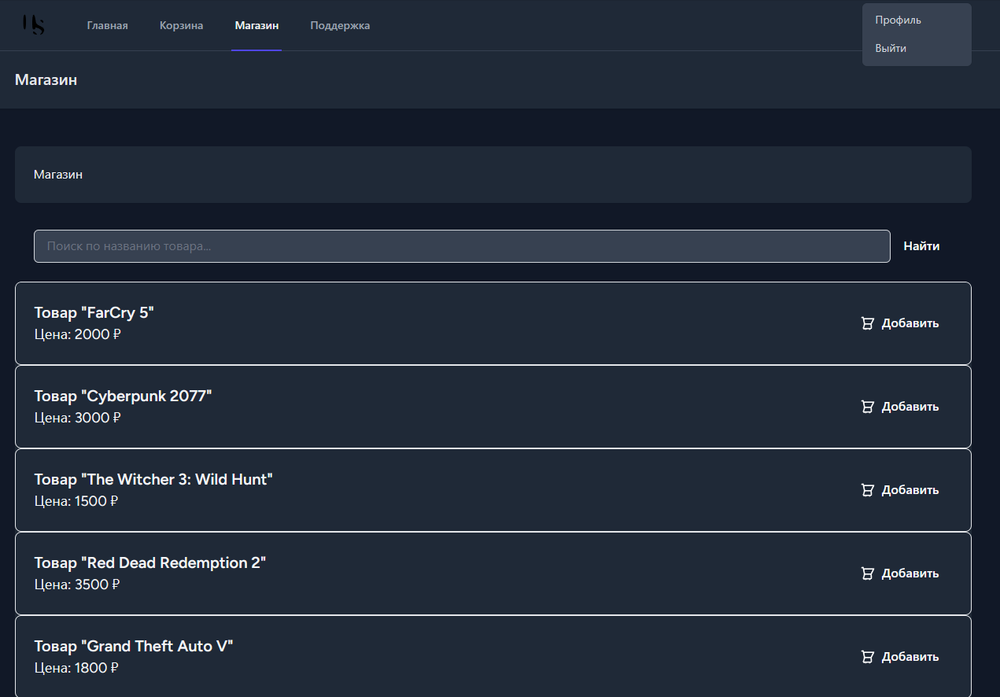 Главная Корзина Магазин Поддержка
Профиль
Выйти
Магазин
Магазин
Поиск по названию товара...
Найти
Товар "FarCry 5"
Цена: 2000 ₽
Добавить
Товар "Cyberpunk 2077"
Цена: 3000 ₽
Добавить
Товар "The Witcher 3: Wild Hunt"
Цена: 1500 ₽
Добавить
Товар "Red Dead Redemption 2"
Цена: 3500 ₽
Добавить
Товар "Grand Theft Auto V"
Цена: 1800 ₽
Добавить